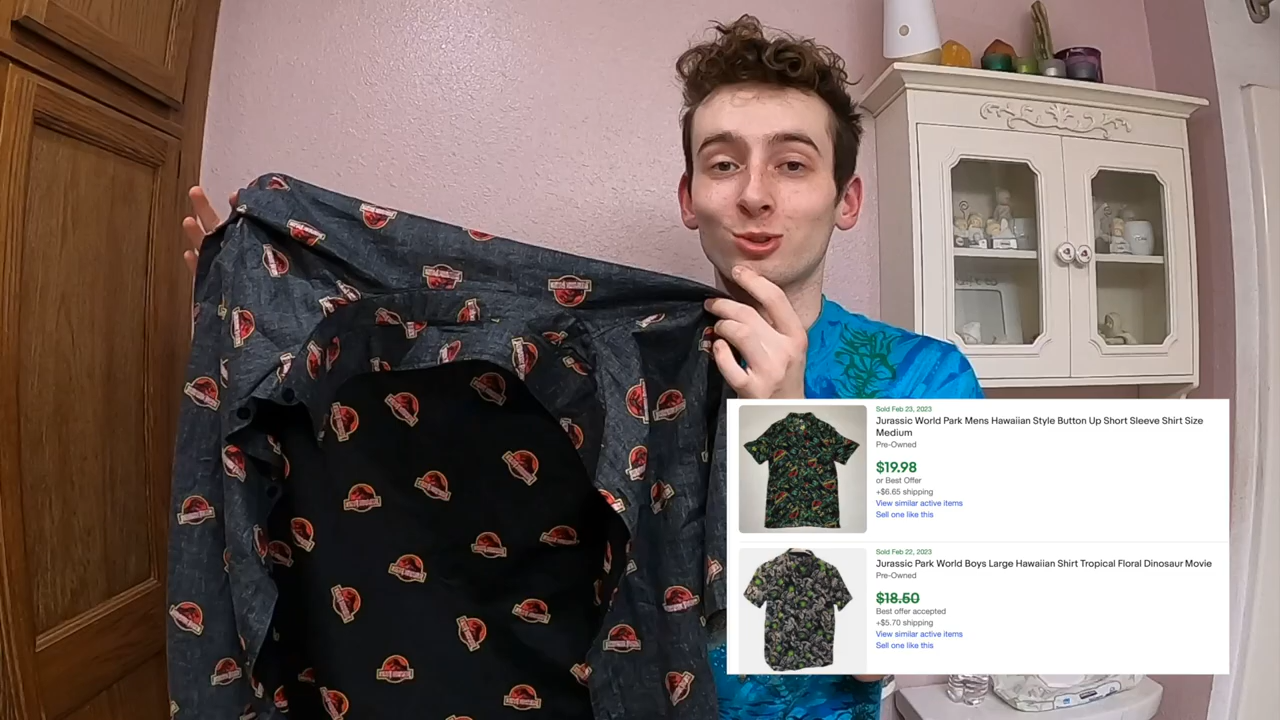 Sold Feb 23, 2023
Jurassic World Park Mens Hawaiian Style Button Up Short Sleeve Shirt Size
Medium
Pre-Owned
$19.98
or Best Offer
+$6.65 shipping
View similar active items
Sell one like this
Sold Feb 22, 2023
Jurassic Park World Boys Large Hawaiian Shirt Tropical Floral Dinosaur Movie
Pre-Owned
$18.50
Best offer accepted
+$5.70 shipping
View similar active items
Sell one like this